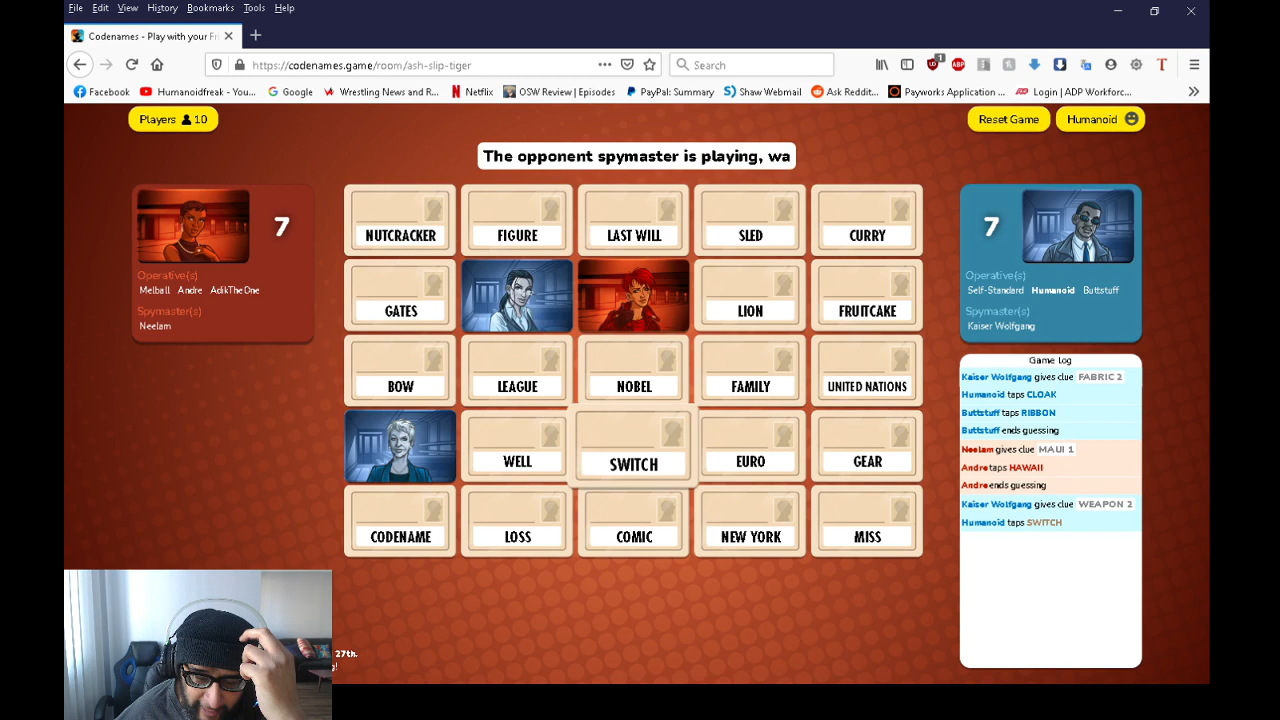 File Edit View History Bookmarks Tools Help
Codenames - Play with your Fri
https://codenames.game/room/ash-slip-tiger
Search
Facebook Humanoidfreak - You... Google Wrestling News and R... Netflix OSW Review | Episodes PayPal: Summary Shaw Webmail Ask Reddit... Payworks Application ... Login | ADP Workforc...
Players 10
Reset Game
Humanoid
The opponent spymaster is playing, wa
7
Operative(s)
Melball Andre AdikTheOne
Spymaster(s)
Neelam
NUTCRACKER FIGURE LAST WILL SLED CURRY
GATES LION FRUITCAKE
BOW LEAGUE NOBEL FAMILY UNITED NATIONS
WELL SWITCH EURO GEAR
CODENAME LOSS COMIC NEW YORK MISS
7
Operative(s)
Self-Standard Humanoid Buttstuff
Spymaster(s)
Kaiser Wolfgang
Game Log
Kaiser Wolfgang gives clue FABRIC 2
Humanoid taps CLOAK
Buttstuff taps RIBBON
Buttstuff ends guessing
Neelam gives clue MAUI 1
Andre taps HAWAII
Andre ends guessing
Kaiser Wolfgang gives clue WEAPON 2
Humanoid taps SWITCH
27th.